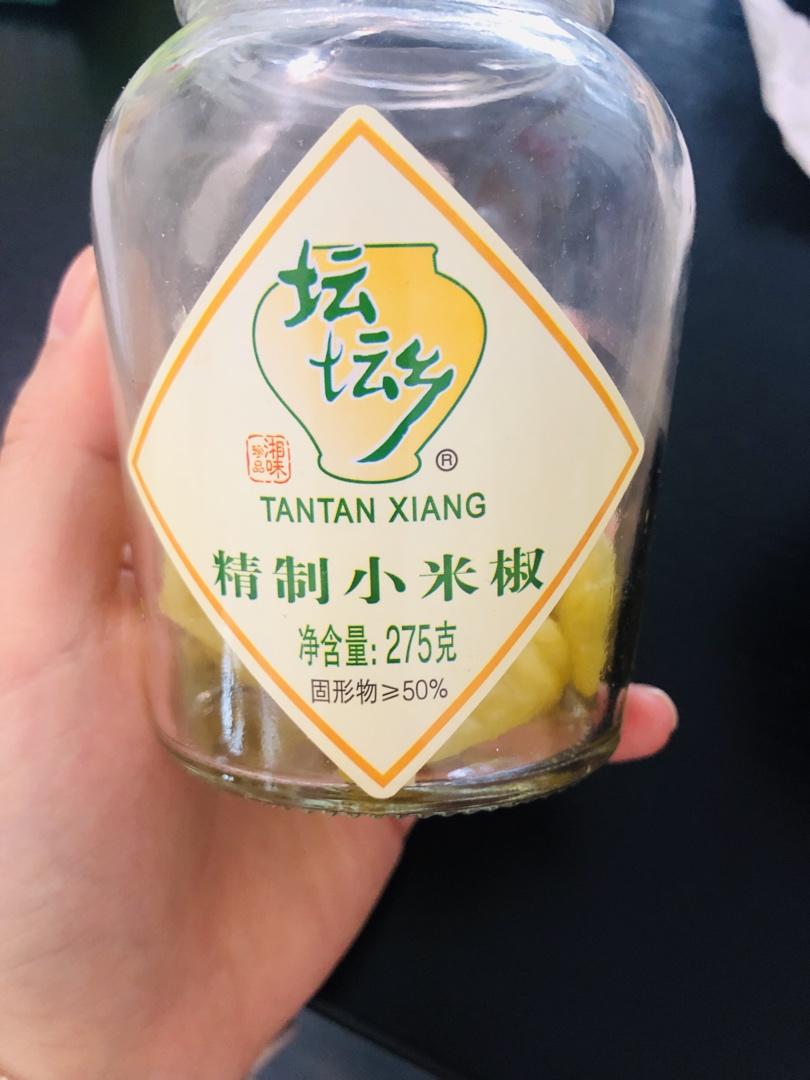 坛
坛乡
湘味
珍品
®
TANTAN XIANG
精制小米椒
净含量: 275克
固形物≥50%